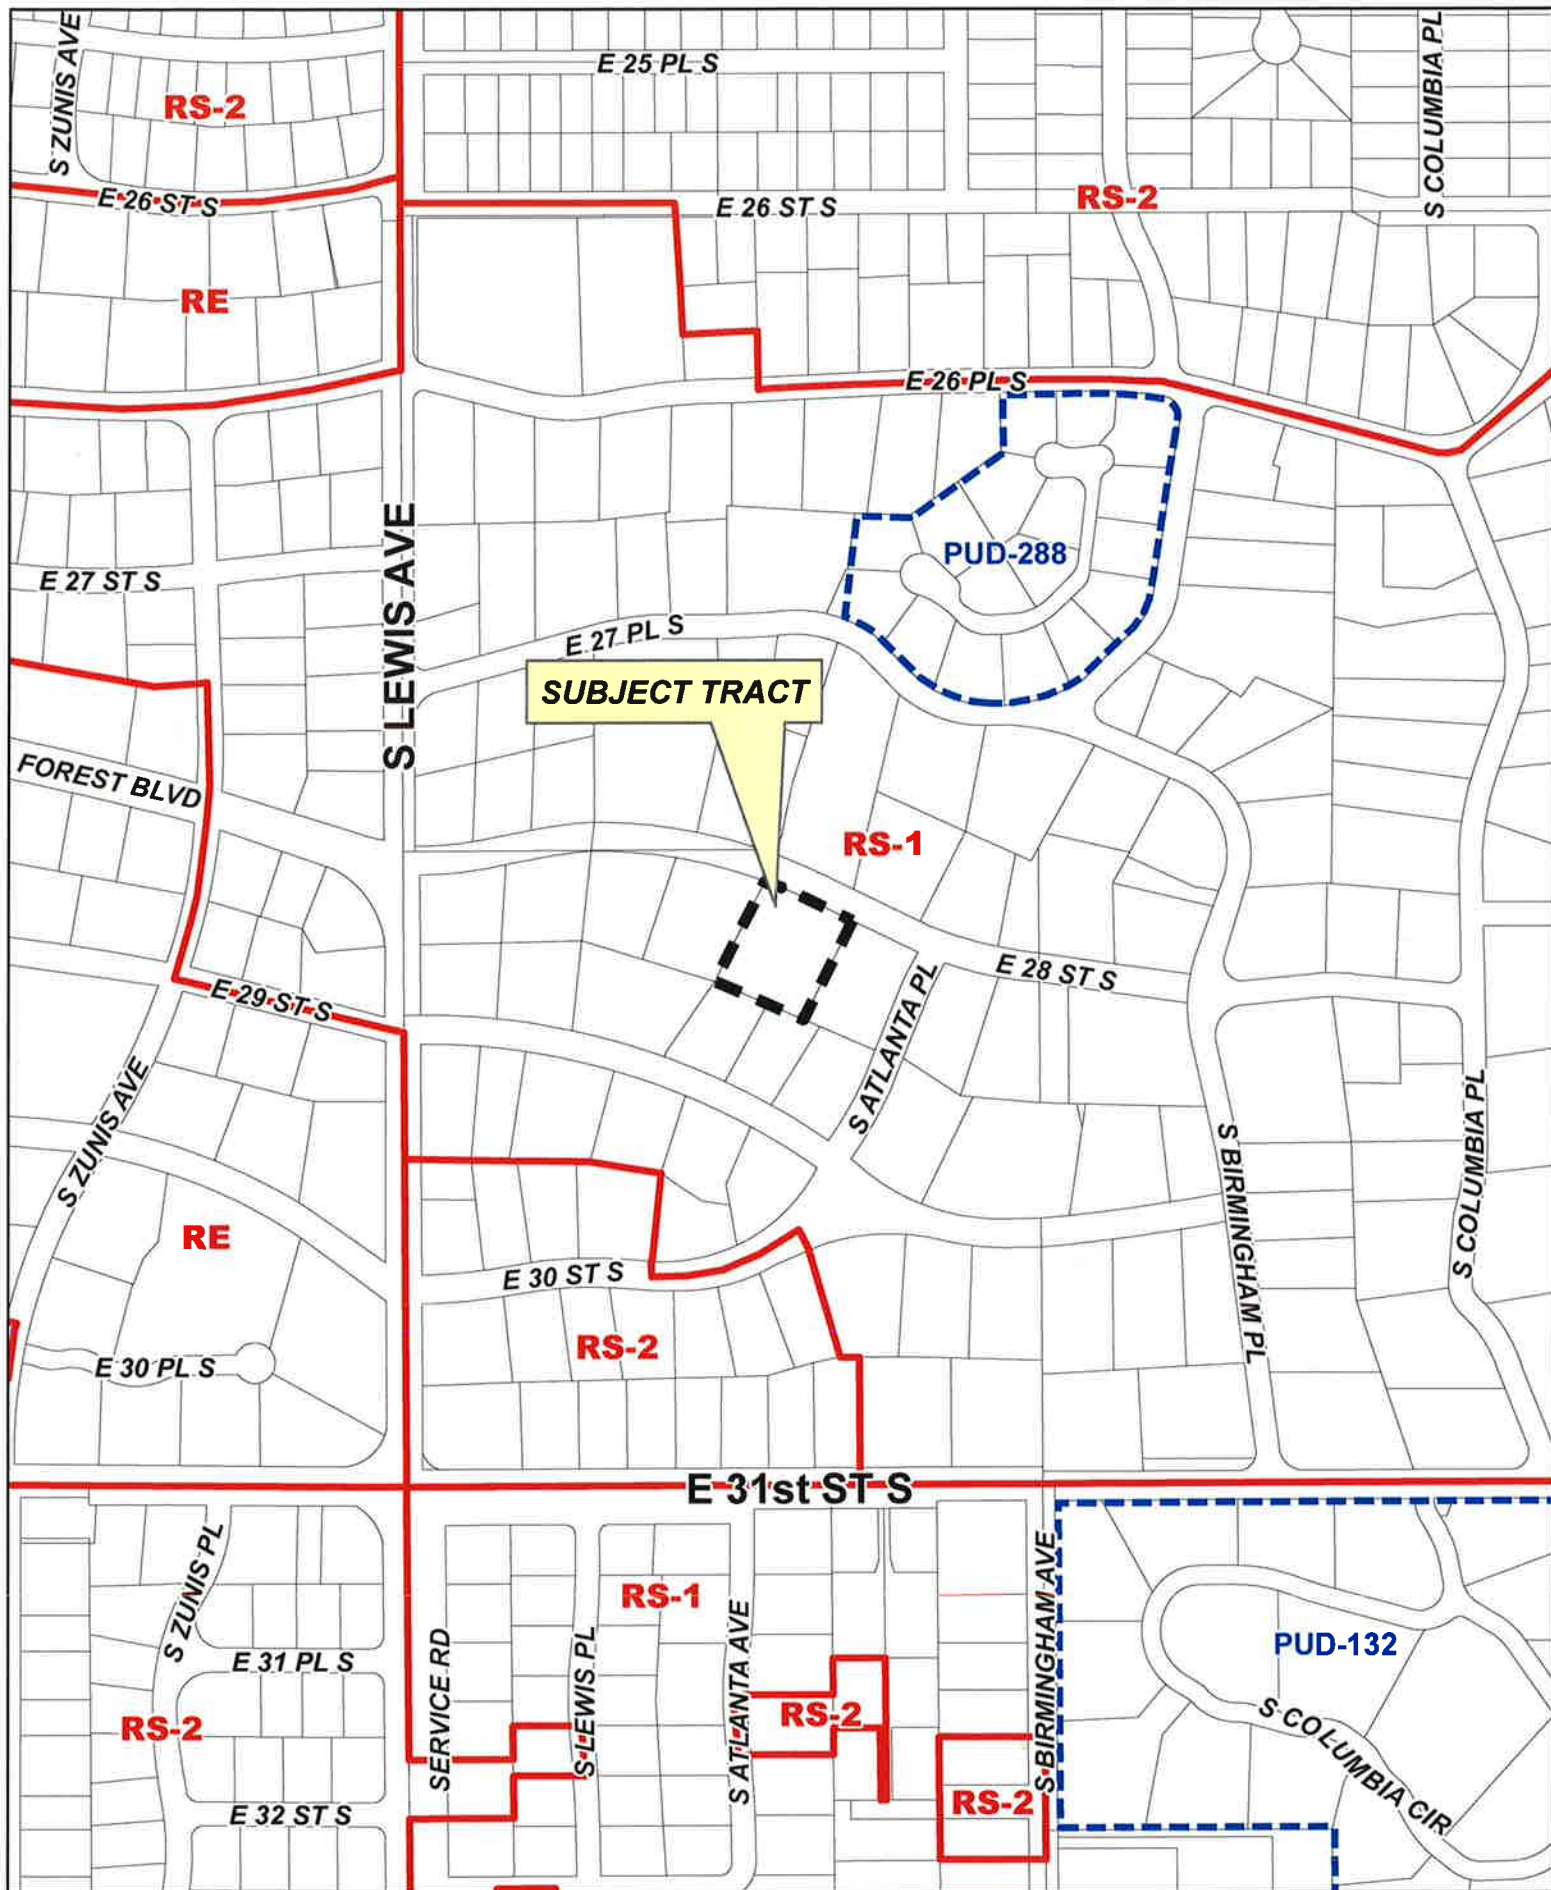 S ZUNIS AVE
E 25 PL S
S COLUMBIA PL
RS-2
E 26 ST S
E 26 ST S
RS-2
RE
E 26 PL S
S LEWIS AVE
PUD-288
E 27 ST S
E 27 PL S
SUBJECT TRACT
FOREST BLVD
RS-1
E 28 ST S
E 29 ST S
S ATLANTA PL
S ZUNIS AVE
S BIRMINGHAM PL
S COLUMBIA PL
RE
E 30 ST S
RS-2
E 30 PL S
E 31st ST S
S ZUNIS PL
RS-1
S BIRMINGHAM AVE
E 31 PL S
SERVICE RD
S LEWIS PL
S ATLANTA AVE
PUD-132
RS-2
RS-2
S COLUMBIA CIR
RS-2
E 32 ST S